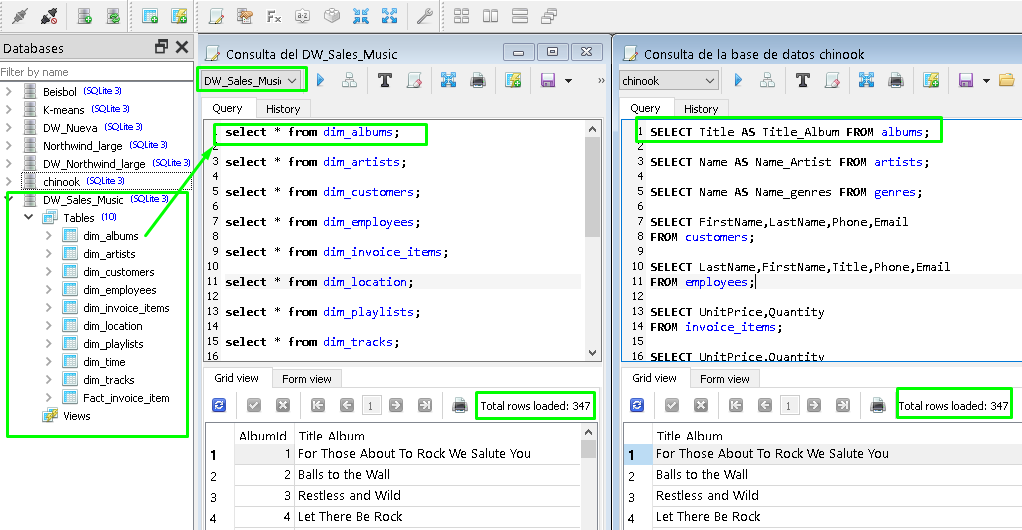 Databases
Filter by name
Beisbol (SQLite 3)
K-means (SQLite 3)
DW_Nueva (SQLite 3)
Northwind_large (SQLite 3)
DW_Northwind_large (SQLite 3)
chinook (SQLite 3)
DW_Sales_Music (SQLite 3)
Tables (10)
dim_albums
dim_artists
dim_customers
dim_employees
dim_invoice_items
dim_location
dim_playlists
dim_time
dim_tracks
Fact_invoice_item
Views
Consulta del DW_Sales_Music
DW_Sales_Music
Query History
1 select * from dim_albums;
2
3 select * from dim_artists;
4
5 select * from dim_customers;
6
7 select * from dim_employees;
8
9 select * from dim_invoice_items;
10
11 select * from dim_location;
12
13 select * from dim_playlists;
14
15 select * from dim_tracks;
16
Grid view Form view
1 Total rows loaded: 347
AlbumId Title_Album
1 1 For Those About To Rock We Salute You
2 2 Balls to the Wall
3 3 Restless and Wild
4 4 Let There Be Rock
Consulta de la base de datos chinook
chinook
Query History
1 SELECT Title AS Title_Album FROM albums;
2
3 SELECT Name AS Name_Artist FROM artists;
4
5 SELECT Name AS Name_genres FROM genres;
6
7 SELECT FirstName,LastName,Phone,Email
8 FROM customers;
9
10 SELECT LastName,FirstName,Title,Phone,Email
11 FROM employees;
12
13 SELECT UnitPrice,Quantity
14 FROM invoice_items;
15
16 SELECT UnitPrice,Quantity
Grid view Form view
1 Total rows loaded: 347
Title_Album
1 For Those About To Rock We Salute You
2 Balls to the Wall
3 Restless and Wild
4 Let There Be Rock